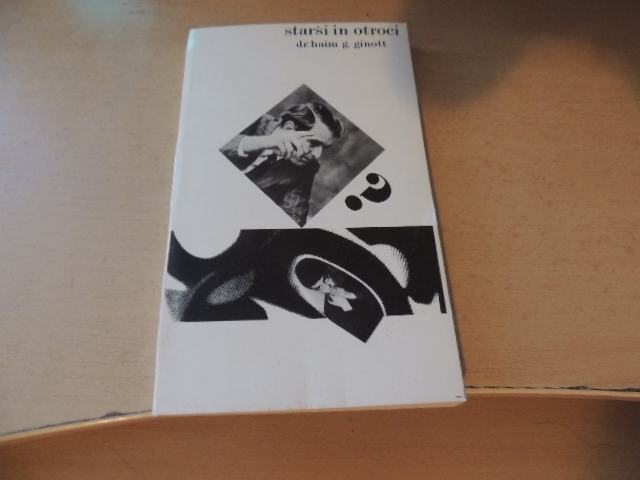 starši in otroci
dr. haim g. ginott
?